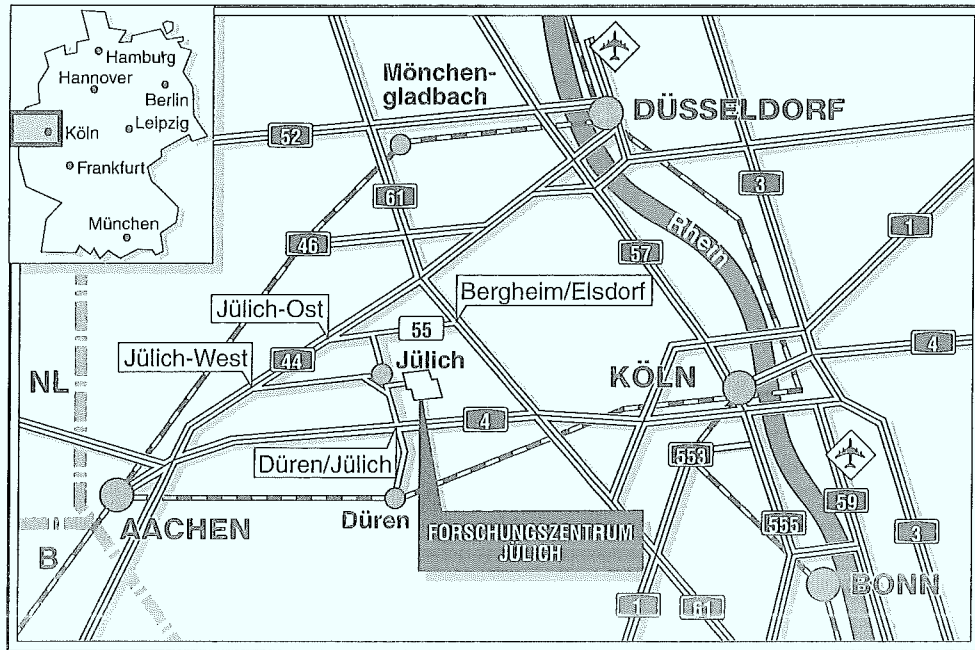 Hamburg
Hannover
Berlin
Leipzig
Köln
Frankfurt
München
Mönchen-
gladbach
DÜSSELDORF
52
61
3
1
46
57
Rhein
Bergheim/Elsdorf
Jülich-Ost
55
4
Jülich-West
44
Jülich
KÖLN
NL
4
553
Düren/Jülich
59
AACHEN
Düren
FORSCHUNGSZENTRUM
JÜLICH
555
3
B
BONN
1
61